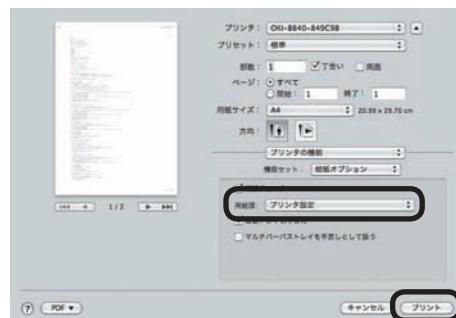 プリンタ: OKI-8840-849C98
プリセット: 標準
部数: 1 丁合い 両面
ページ: すべて
開始: 1 終了: 1
用紙サイズ: A4 20.99 x 29.70 cm
方向:
プリンタの機能
機能セット: 給紙オプション
用紙厚: プリンタ設定
マルチパーパストレイを手差しとして扱う
1/2
? PDF キャンセル プリント